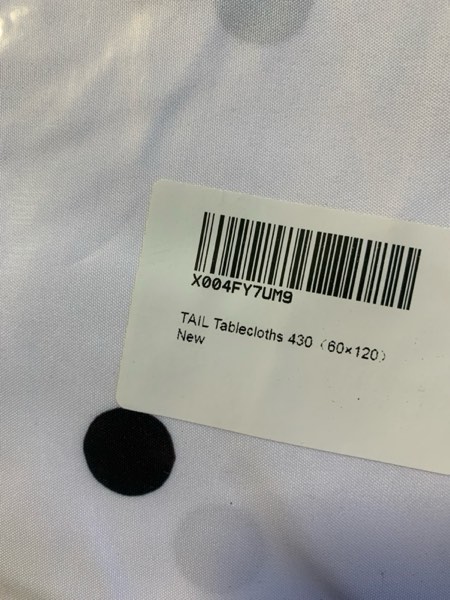 X004FY7UM9
TAIL Tablecloths 430（60×120）
New